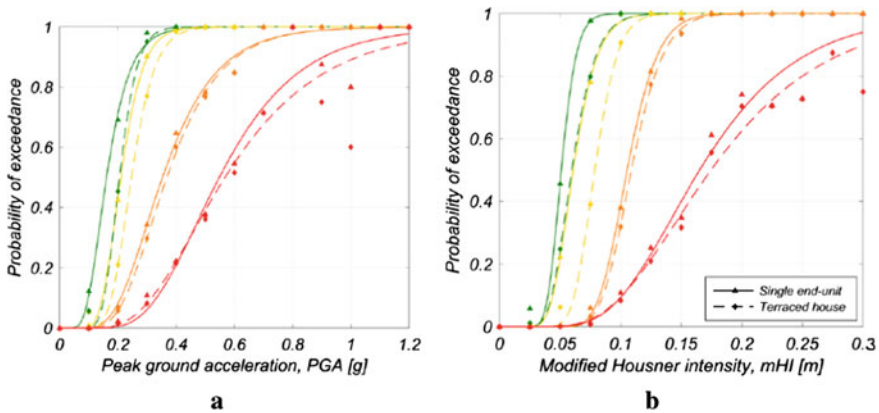 1
0.8
0.6
0.4
0.2
0
Probability of exceedance
0 0.2 0.4 0.6 0.8 1.0 1.2
Peak ground acceleration, PGA [g]
a
1
0.8
0.6
0.4
0.2
0
Probability of exceedance
Single end-unit
Terraced house
0 0.05 0.1 0.15 0.2 0.25 0.3
Modified Housner intensity, mHI [m]
b